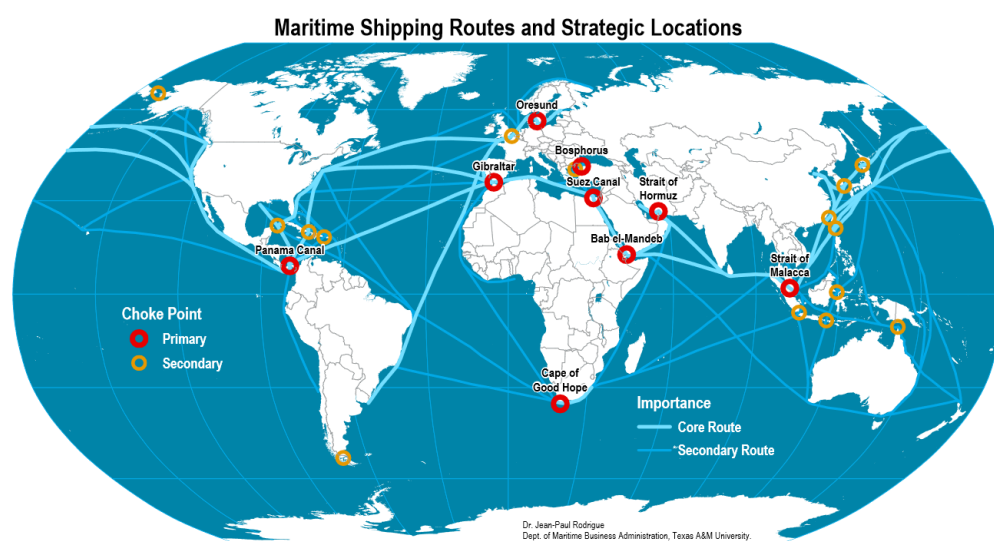 Maritime Shipping Routes and Strategic Locations
Oresund
Bosphorus
Gibraltar
Suez Canal
Strait of
Hormuz
Bab el-Mandeb
Panama Canal
Strait of
Malacca
Choke Point
Primary
Secondary
Cape of
Good Hope
Importance
Core Route
Secondary Route
Dr. Jean-Paul Rodrigue
Dept. of Maritime Business Administration, Texas A&M University.